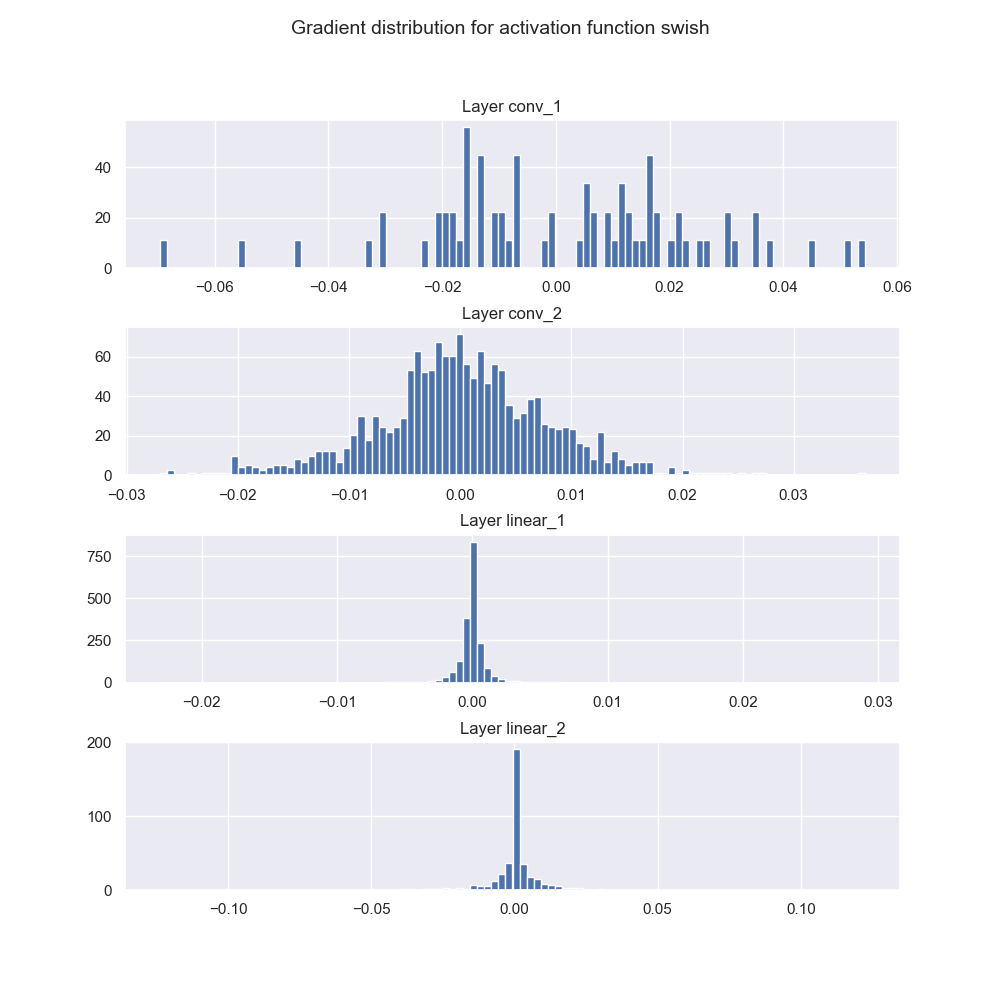 Gradient distribution for activation function swish
Layer conv_1
40
20
0
−0.06 −0.04 −0.02 0.00 0.02 0.04 0.06
Layer conv_2
60
40
20
0
−0.03 −0.02 −0.01 0.00 0.01 0.02 0.03
Layer linear_1
750
500
250
0
−0.02 −0.01 0.00 0.01 0.02 0.03
Layer linear_2
200
100
0
−0.10 −0.05 0.00 0.05 0.10